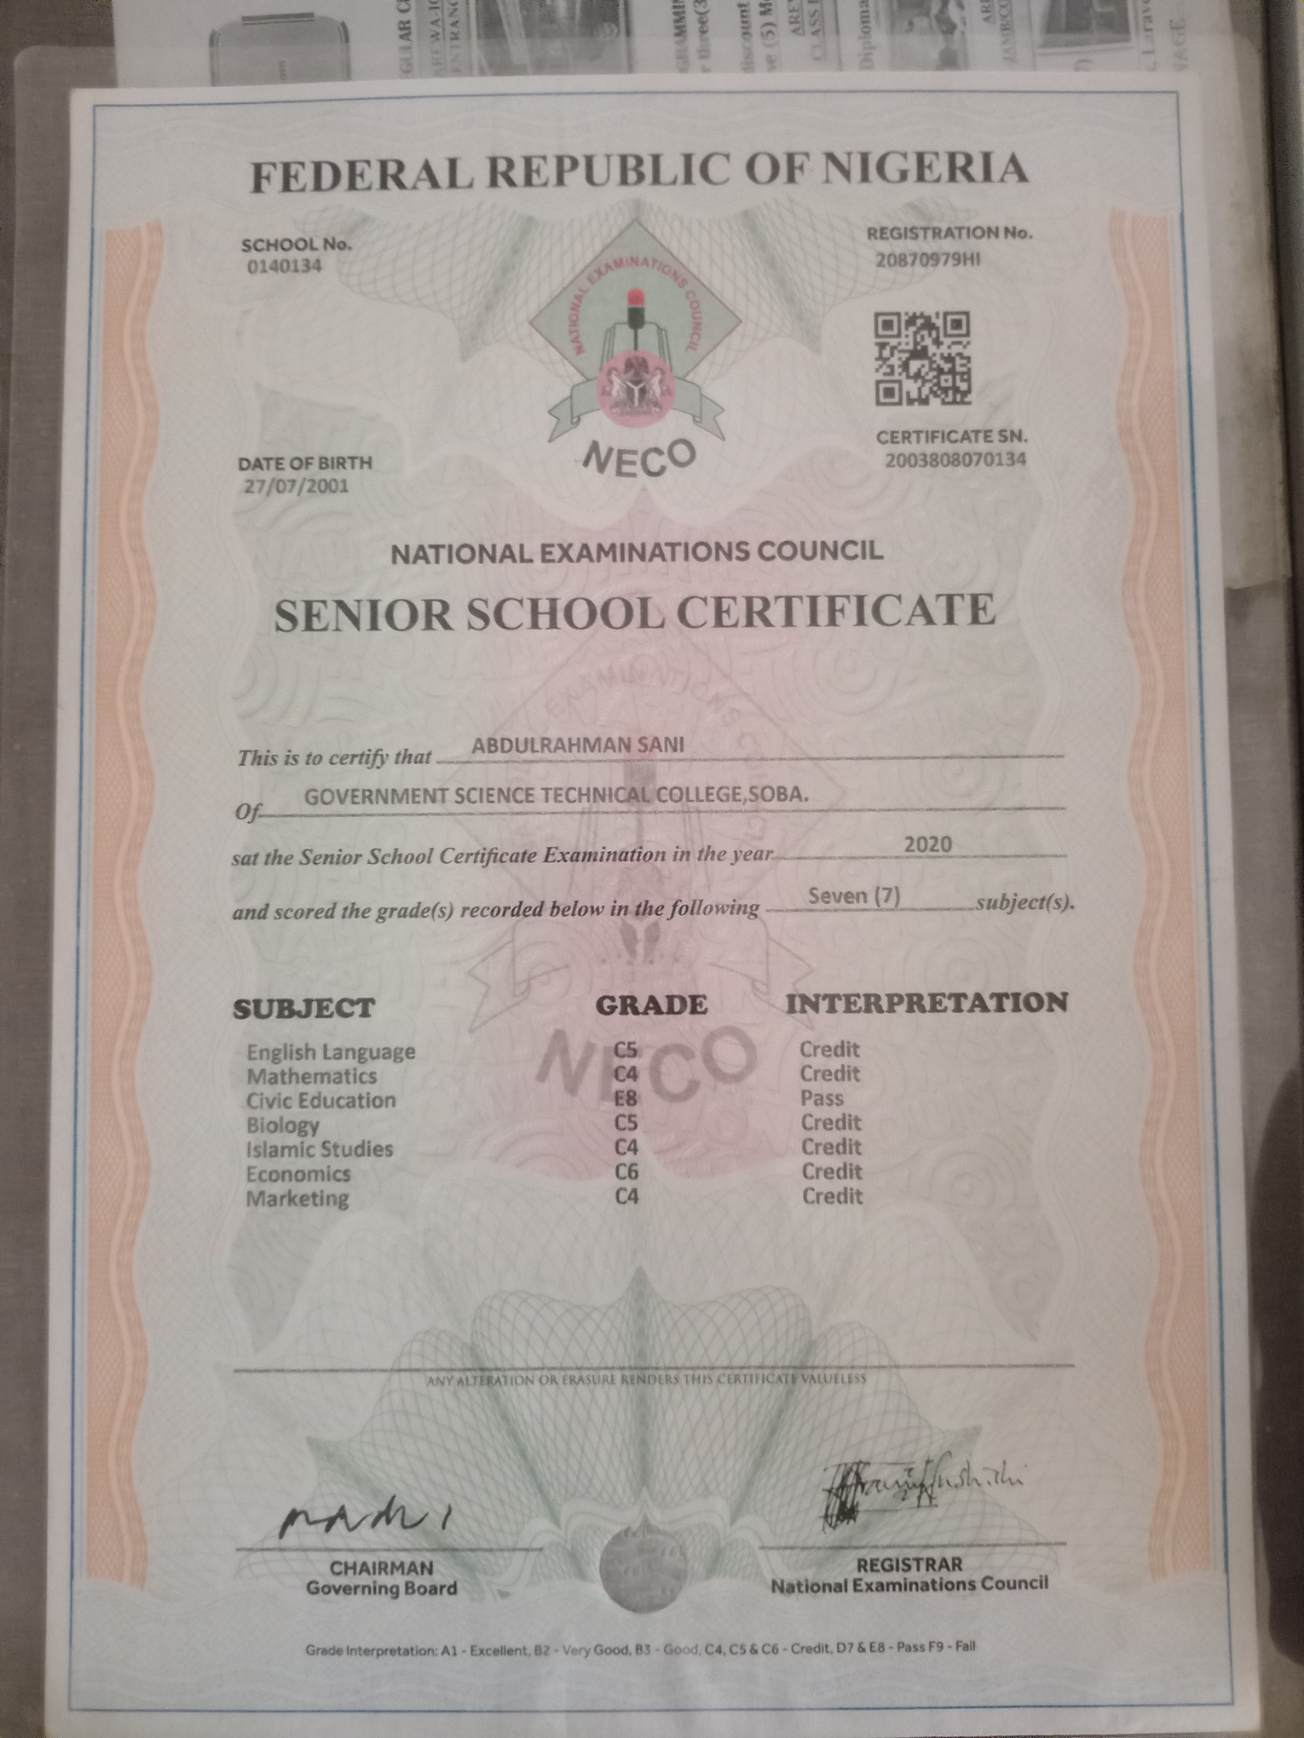 FEDERAL REPUBLIC OF NIGERIA
SCHOOL No.
0140134
REGISTRATION No.
20870979HI
NATIONAL EXAMINATIONS COUNCIL
NECO
CERTIFICATE SN.
2003808070134
DATE OF BIRTH
27/07/2001
NATIONAL EXAMINATIONS COUNCIL
SENIOR SCHOOL CERTIFICATE
This is to certify that ABDULRAHMAN SANI
Of GOVERNMENT SCIENCE TECHNICAL COLLEGE,SOBA.
sat the Senior School Certificate Examination in the year 2020
and scored the grade(s) recorded below in the following Seven (7) subject(s).
SUBJECT GRADE INTERPRETATION
English Language C5 Credit
Mathematics C4 Credit
Civic Education E8 Pass
Biology C5 Credit
Islamic Studies C4 Credit
Economics C6 Credit
Marketing C4 Credit
NECO
ANY ALTERATION OR ERASURE RENDERS THIS CERTIFICATE VALUELESS
CHAIRMAN
Governing Board
REGISTRAR
National Examinations Council
Grade Interpretation: A1 - Excellent, B2 - Very Good, B3 - Good, C4, C5 & C6 - Credit, D7 & E8 - Pass F9 - Fail